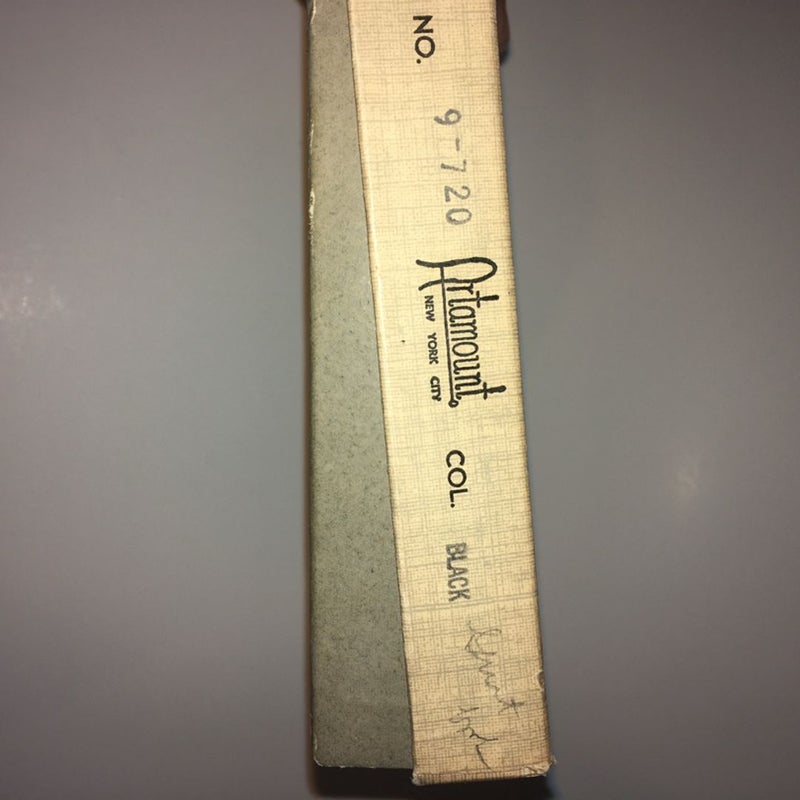 NO. 9-720 Artamount COL. BLACK
NEW YORK CITY